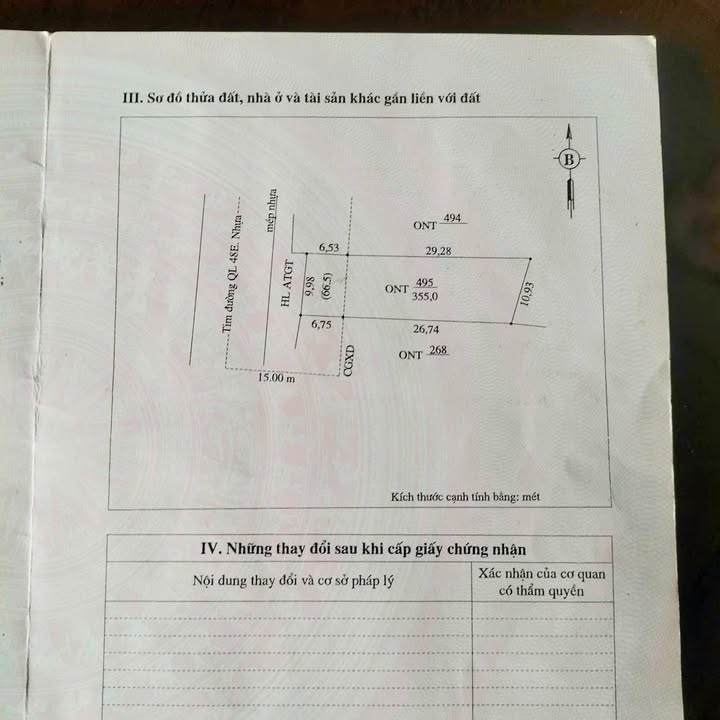 III. Sơ đồ thửa đất, nhà ở và tài sản khác gắn liền với đất
B
Tim đường QL 48E. Nhựa
mép nhựa
HL ATGT
6,53
9,98
(66.5)
6,75
15.00 m
CGXD
ONT 494
29,28
ONT 495
355,0
10,93
26,74
ONT 268
Kích thước cạnh tính bằng: mét
IV. Những thay đổi sau khi cấp giấy chứng nhận
Nội dung thay đổi và cơ sở pháp lý
Xác nhận của cơ quan
có thẩm quyền